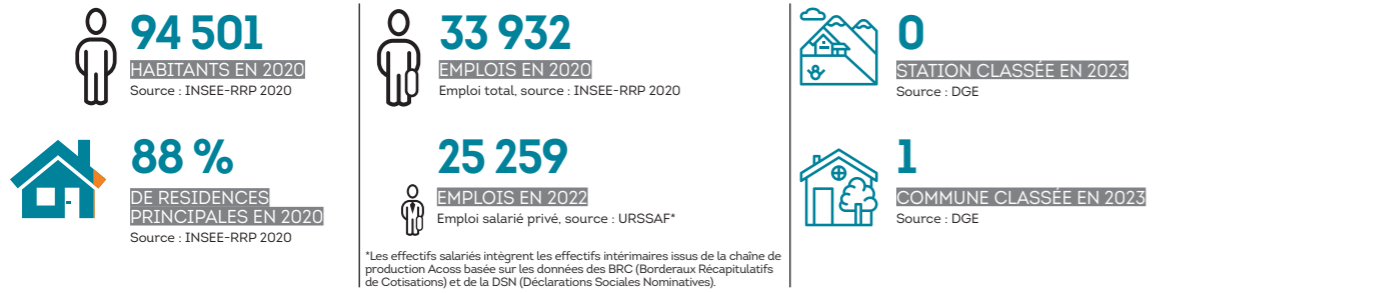 94 501
HABITANTS EN 2020
Source : INSEE-RRP 2020
88 %
DE RESIDENCES
PRINCIPALES EN 2020
Source : INSEE-RRP 2020
33 932
EMPLOIS EN 2020
Emploi total, source : INSEE-RRP 2020
25 259
EMPLOIS EN 2022
Emploi salarié privé, source : URSSAF*
*Les effectifs salariés intègrent les effectifs intérimaires issus de la chaîne de
production Acoss basée sur les données des BRC (Borderaux Récapitulatifs
de Cotisations) et de la DSN (Déclarations Sociales Nominatives).
0
STATION CLASSÉE EN 2023
Source : DGE
1
COMMUNE CLASSÉE EN 2023
Source : DGE